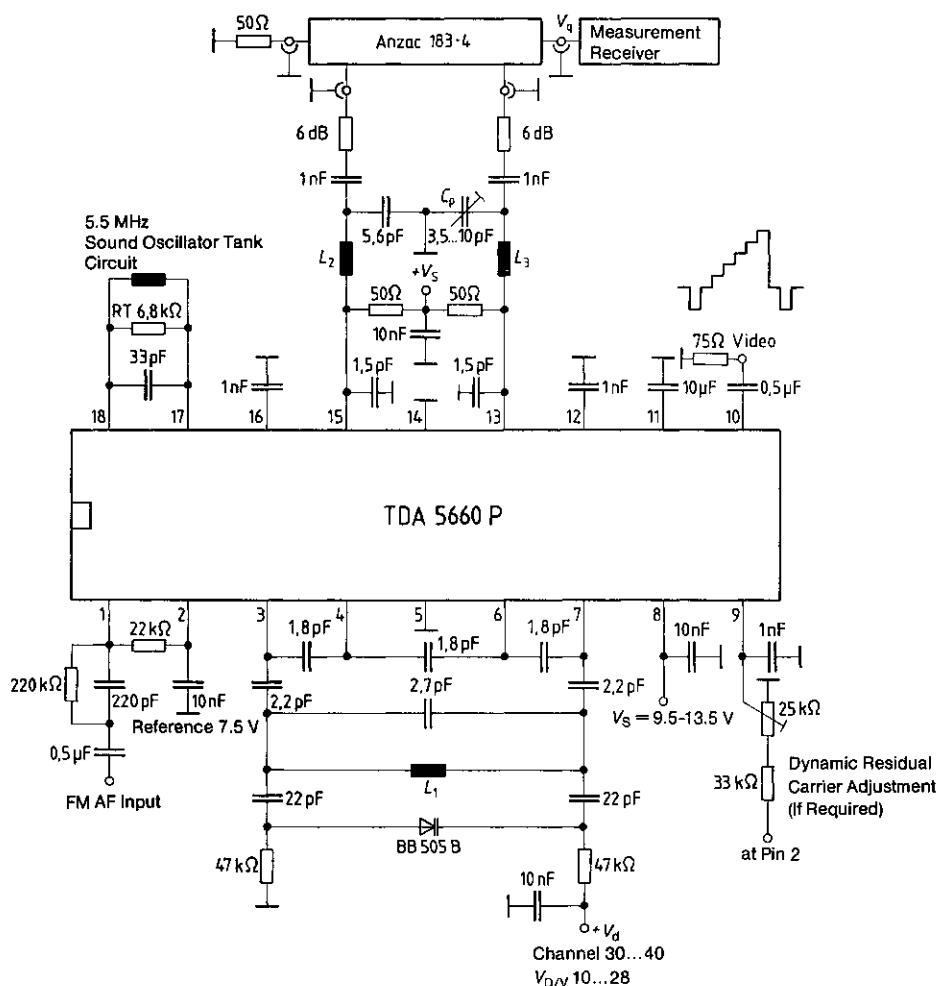 50Ω
Anzac 183-4
Vq
Measurement
Receiver
6 dB
6 dB
1nF
1nF
Cp
5,6pF
3,5...10pF
5.5 MHz
Sound Oscillator Tank
Circuit
L2
+VS
L3
RT 6,8kΩ
50Ω
50Ω
10nF
75Ω Video
33pF
1nF
1,5pF
1,5pF
1nF
10µF
0,5µF
18
17
16
15
14
13
12
11
10
TDA 5660 P
1
2
3
4
5
6
7
8
9
22kΩ
1,8pF
1,8pF
1,8pF
10nF
1nF
220kΩ
220pF
10nF
2,2pF
2,7pF
2,2pF
25kΩ
Reference 7.5 V
VS = 9.5-13.5 V
0,5µF
FM AF Input
L1
33kΩ
Dynamic Residual
Carrier Adjustment
(If Required)
22 pF
22 pF
BB 505 B
at Pin 2
47kΩ
47kΩ
10nF
+Vd
Channel 30...40
VD/V 10...28